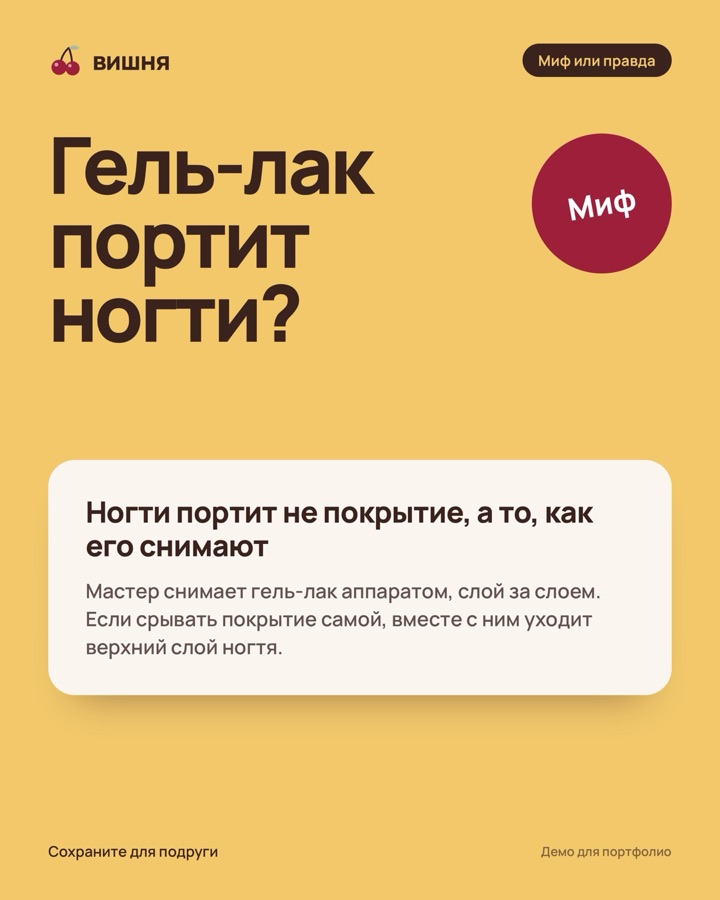 ВИШНЯ
Миф или правда
Гель-лак
портит
ногти?
Миф
Ногти портит не покрытие, а то, как
его снимают
Мастер снимает гель-лак аппаратом, слой за слоем.
Если срывать покрытие самой, вместе с ним уходит
верхний слой ногтя.
Сохраните для подруги
Демо для портфолио